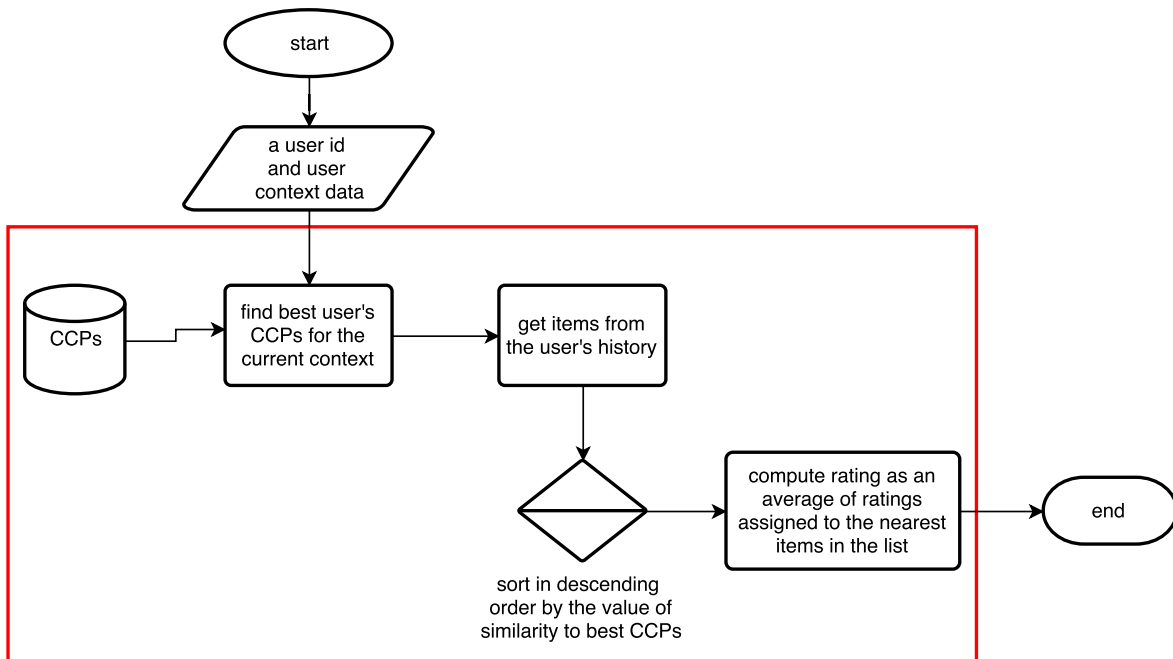 start
a user id
and user
context data
CCPs
find best user's
CCPs for the
current context
get items from
the user's history
sort in descending
order by the value of
similarity to best CCPs
compute rating as an
average of ratings
assigned to the nearest
items in the list
end